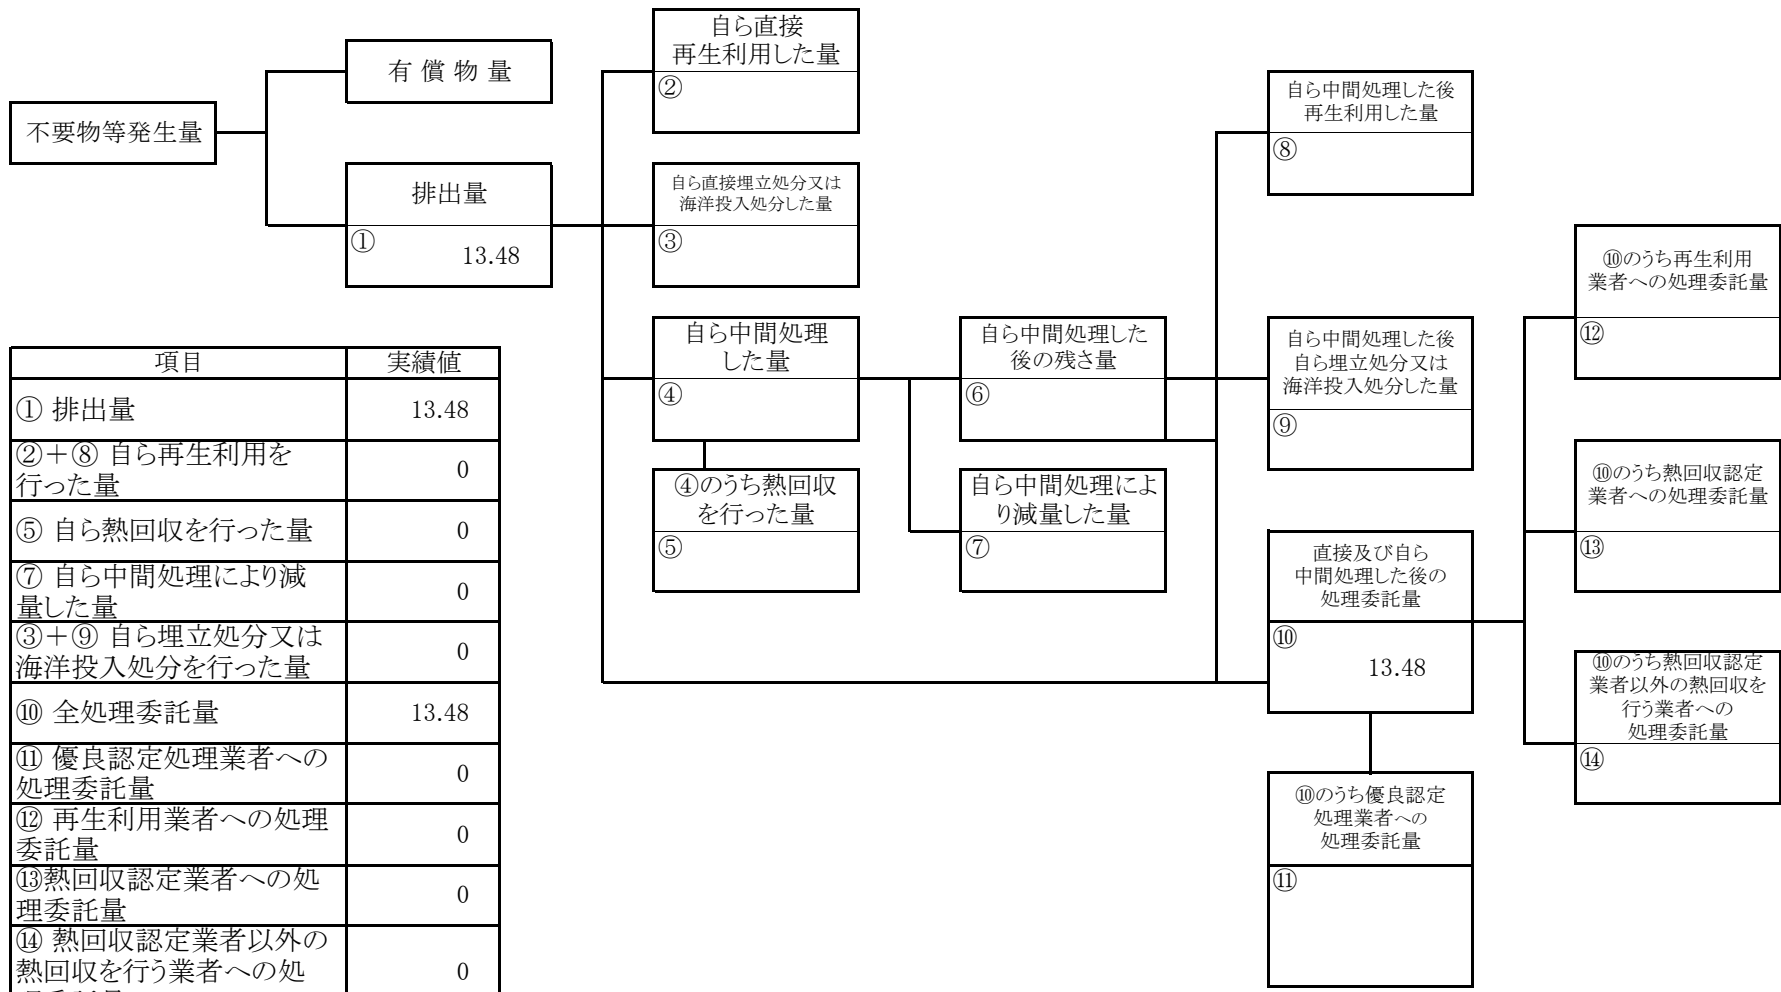 自ら直接
再生利用した量
②
有 償 物 量
不要物等発生量
排出量
①
13.48
自ら直接埋立処分又は
海洋投入処分した量
③
自ら中間処理
した量
④
④のうち熱回収
を行った量
⑤
自ら中間処理した
後の残さ量
⑥
自ら中間処理によ
り減量した量
⑦
自ら中間処理した後
再生利用した量
⑧
自ら中間処理した後
自ら埋立処分又は
海洋投入処分した量
⑨
直接及び自ら
中間処理した後の
処理委託量
⑩
13.48
⑩のうち優良認定
処理業者への
処理委託量
⑪
⑩のうち再生利用
業者への処理委託量
⑫
⑩のうち熱回収認定
業者への処理委託量
⑬
⑩のうち熱回収認定
業者以外の熱回収を
行う業者への
処理委託量
⑭
項目 実績値
① 排出量 13.48
②＋⑧ 自ら再生利用を
行った量 0
⑤ 自ら熱回収を行った量 0
⑦ 自ら中間処理により減
量した量 0
③＋⑨ 自ら埋立処分又は
海洋投入処分を行った量 0
⑩ 全処理委託量 13.48
⑪ 優良認定処理業者への
処理委託量 0
⑫ 再生利用業者への処理
委託量 0
⑬熱回収認定業者への処
理委託量 0
⑭ 熱回収認定業者以外の
熱回収を行う業者への処 0